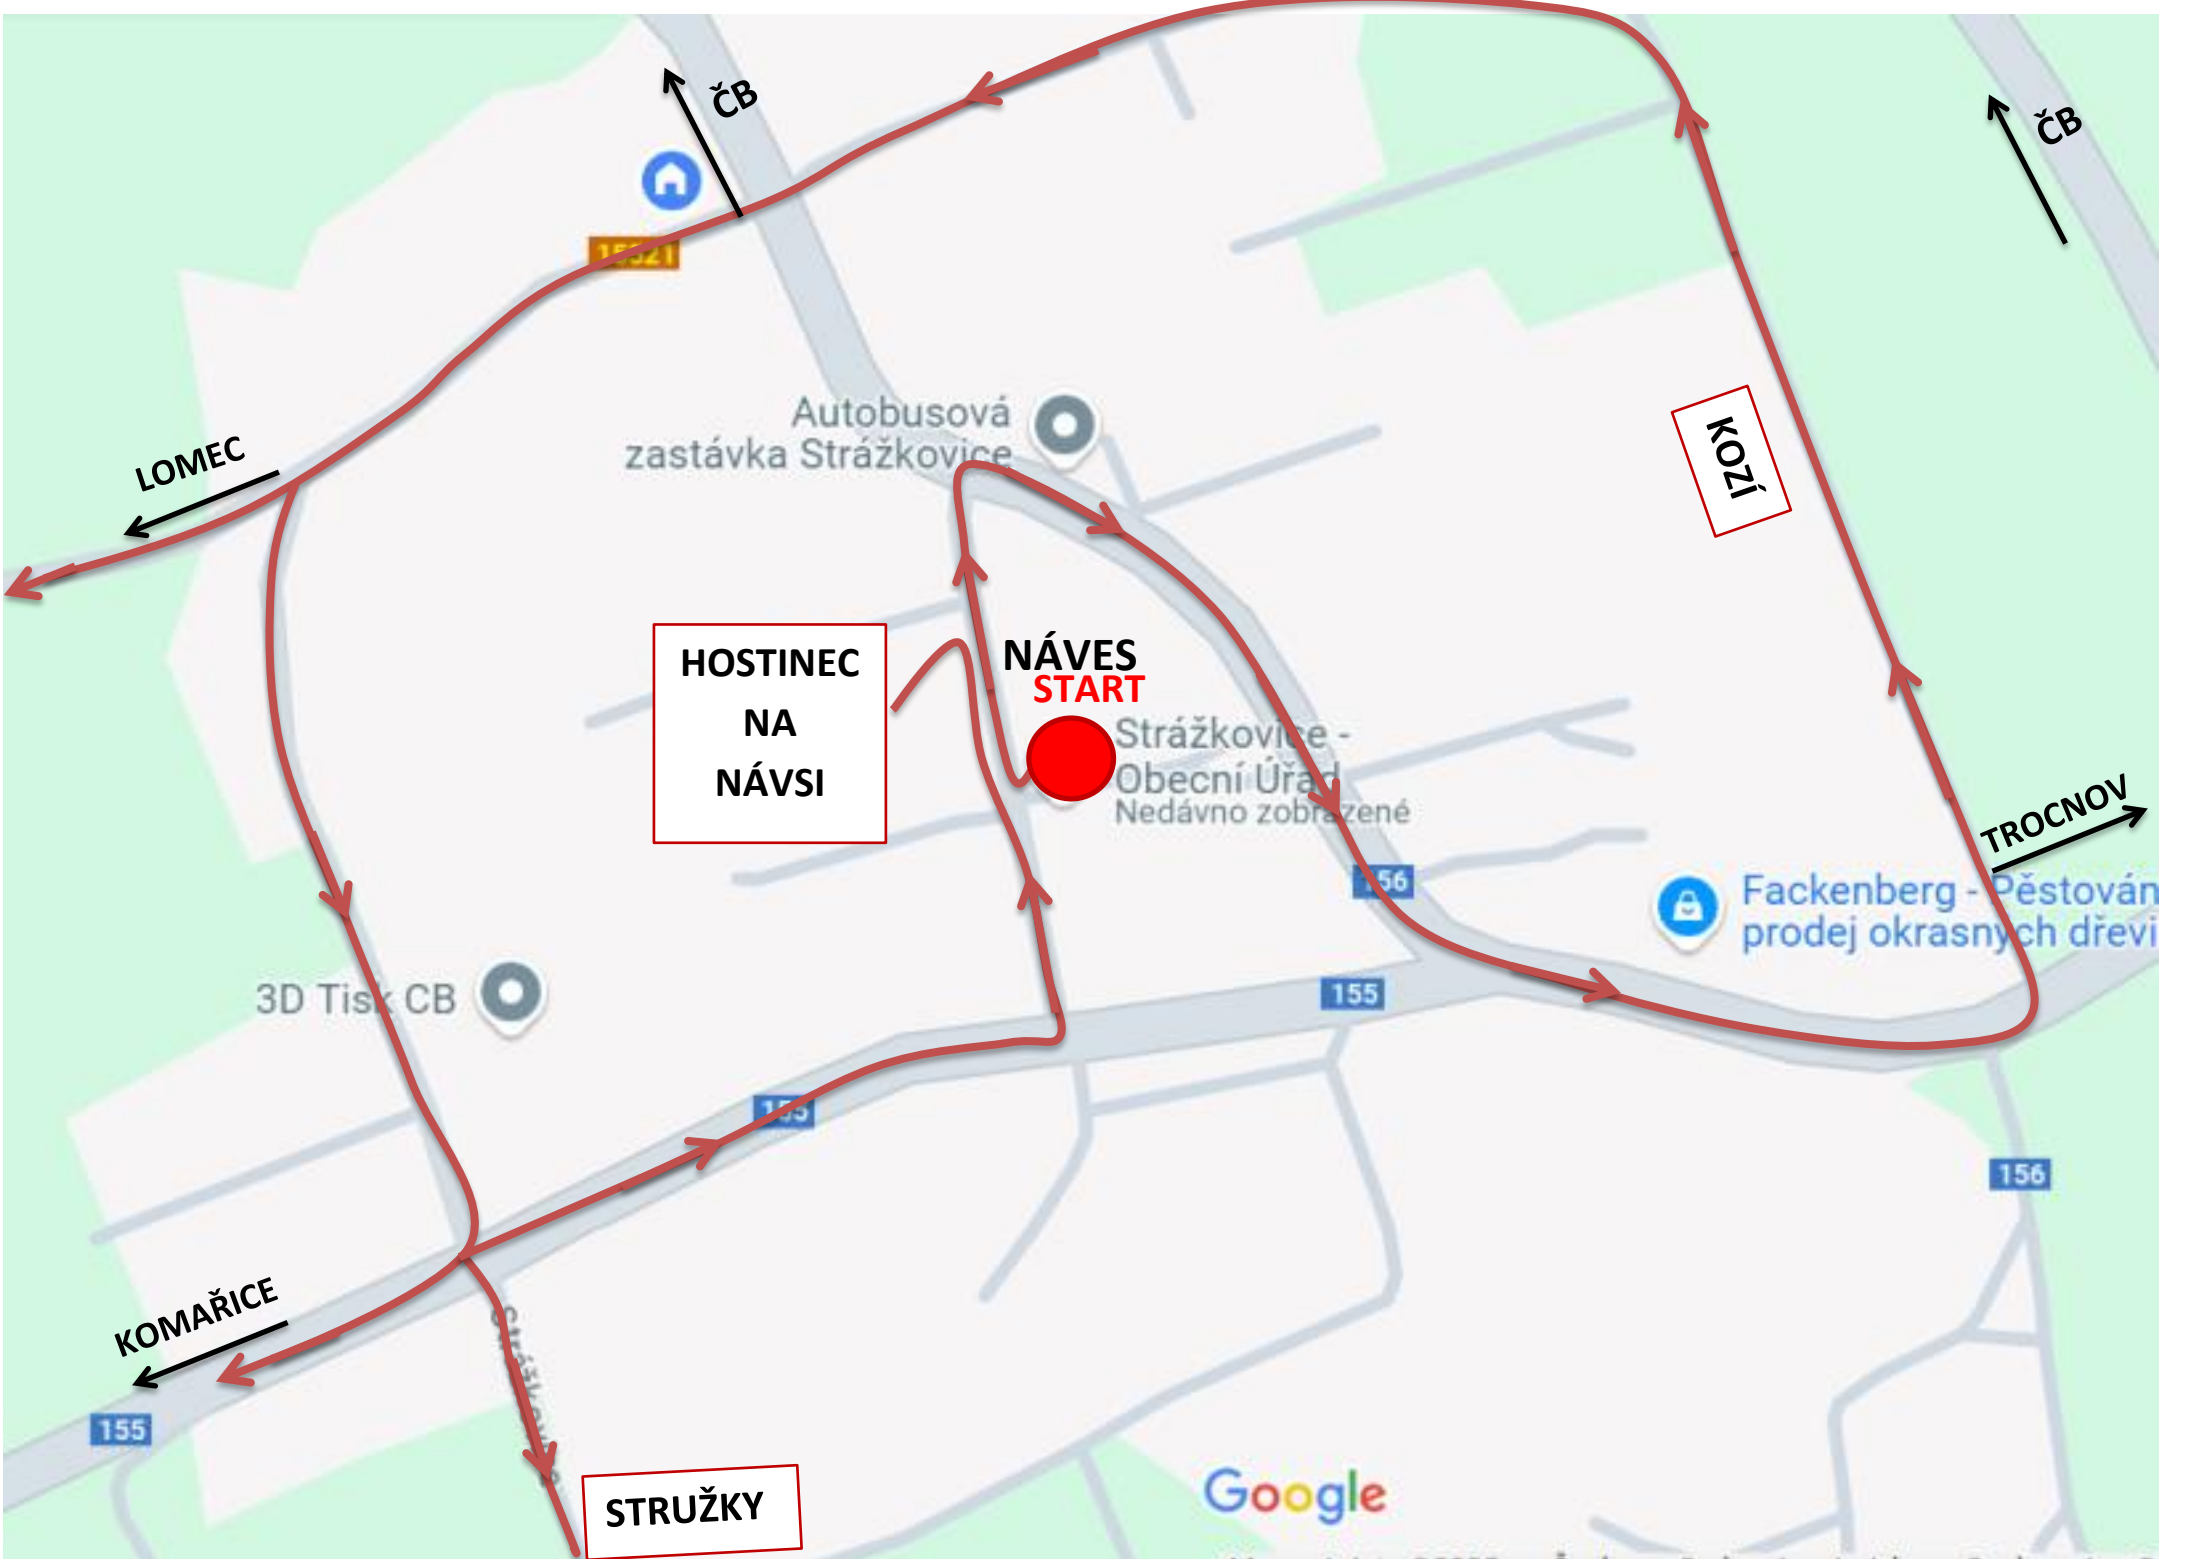 ČB
ČB
15521
Autobusová
zastávka Strážkovice
LOMEC
KOZÍ
HOSTINEC
NA
NÁVSI
NÁVES
START
Strážkovice -
Obecní Úřad
Nedávno zobrazené
TROCNOV
156
Fackenberg - Pěstován
prodej okrasných dřevi
3D Tisk CB
155
155
156
KOMAŘICE
155
STRUŽKY
Google